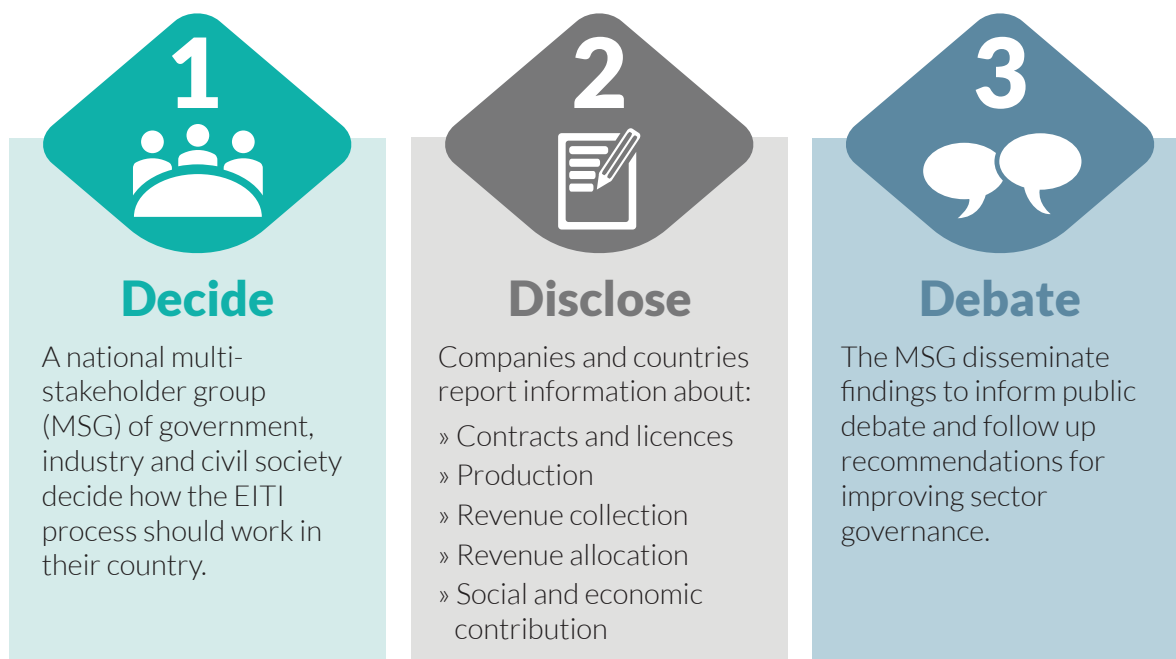 1
Decide
A national multi-
stakeholder group
(MSG) of government,
industry and civil society
decide how the EITI
process should work in
their country.
2
Disclose
Companies and countries
report information about:
» Contracts and licences
» Production
» Revenue collection
» Revenue allocation
» Social and economic
contribution
3
Debate
The MSG disseminate
findings to inform public
debate and follow up
recommendations for
improving sector
governance.